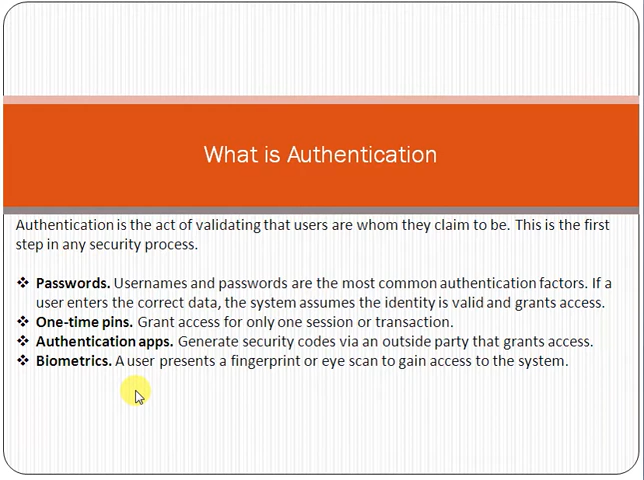 What is Authentication
Authentication is the act of validating that users are whom they claim to be. This is the first
step in any security process.
❖ Passwords. Usernames and passwords are the most common authentication factors. If a
user enters the correct data, the system assumes the identity is valid and grants access.
❖ One-time pins. Grant access for only one session or transaction.
❖ Authentication apps. Generate security codes via an outside party that grants access.
❖ Biometrics. A user presents a fingerprint or eye scan to gain access to the system.